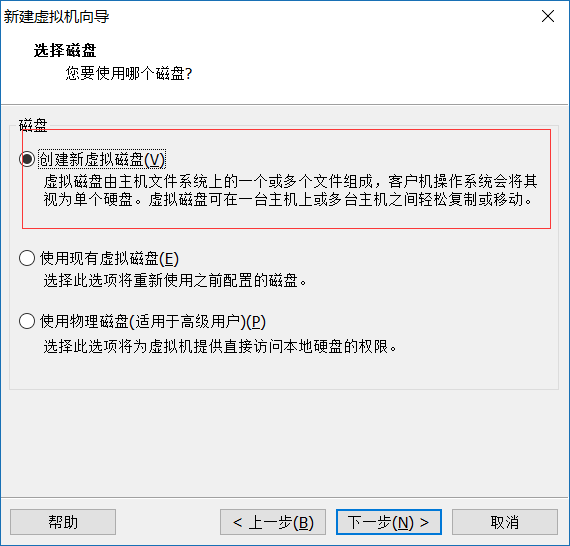 新建虚拟机向导
选择磁盘
您要使用哪个磁盘?
磁盘
创建新虚拟磁盘(V)
虚拟磁盘由主机文件系统上的一个或多个文件组成，客户机操作系统会将其
视为单个硬盘。虚拟磁盘可在一台主机上或多台主机之间轻松复制或移动。
使用现有虚拟磁盘(E)
选择此选项将重新使用之前配置的磁盘。
使用物理磁盘(适用于高级用户)(P)
选择此选项将为虚拟机提供直接访问本地硬盘的权限。
帮助
< 上一步(B)
下一步(N) >
取消